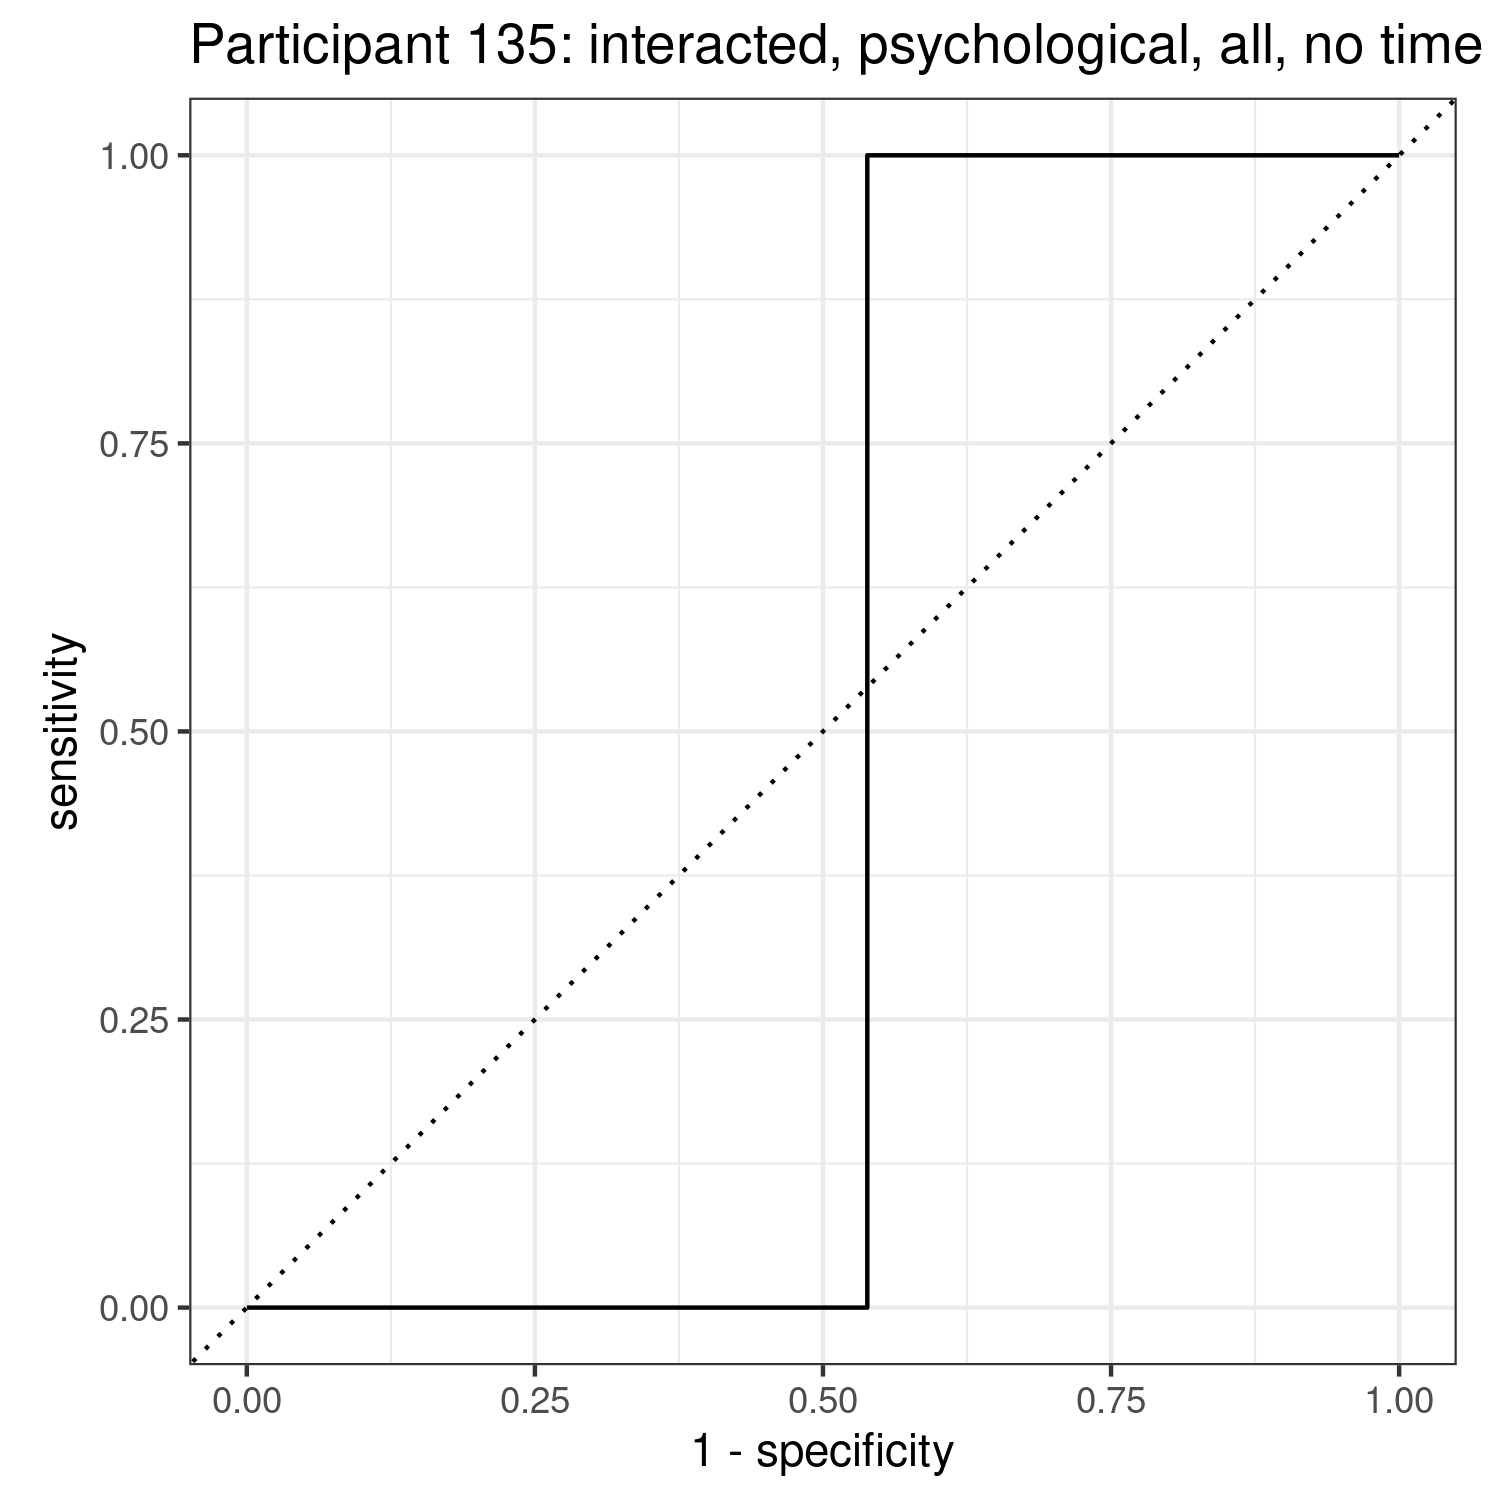 Participant 135: interacted, psychological, all, no time
1.00
0.75
0.50
0.25
0.00
sensitivity
0.00 0.25 0.50 0.75 1.00
1 - specificity